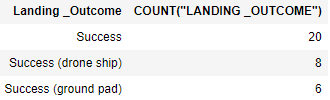 Landing _Outcome COUNT("LANDING _OUTCOME")
Success 20
Success (drone ship) 8
Success (ground pad) 6